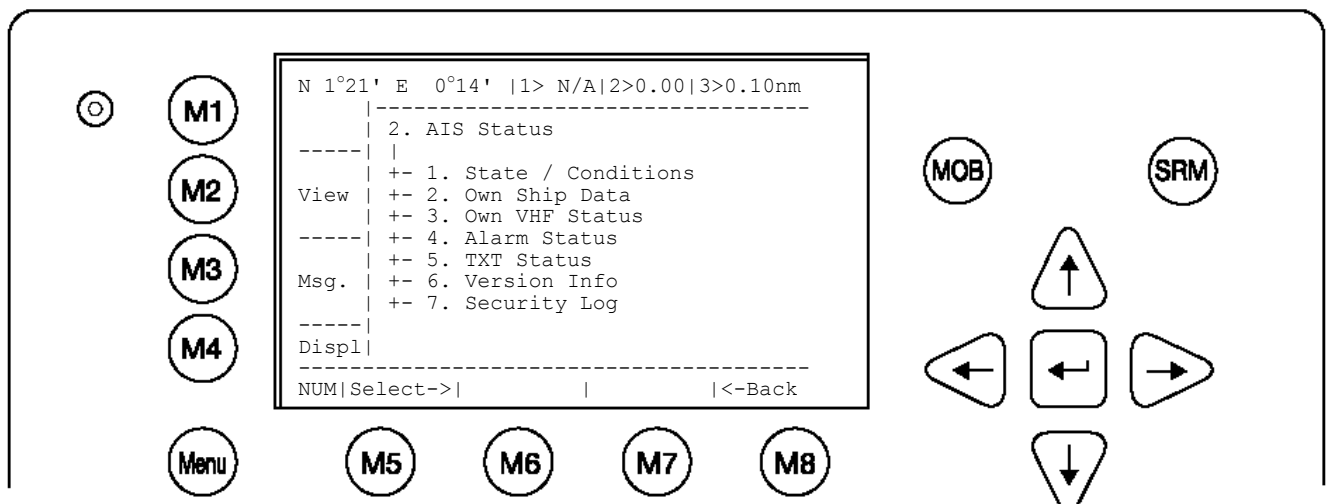 N 1°21' E  0°14' |1> N/A|2>0.00|3>0.10nm
|----------------------------------
| 2. AIS Status
-----| |
| +- 1. State / Conditions
View | +- 2. Own Ship Data
| +- 3. Own VHF Status
-----| +- 4. Alarm Status
| +- 5. TXT Status
Msg. | +- 6. Version Info
| +- 7. Security Log
-----|
Displ|
----------------------------------------
NUM|Select->|         |         |<-Back
M1
M2
M3
M4
Menu
M5
M6
M7
M8
MOB
SRM